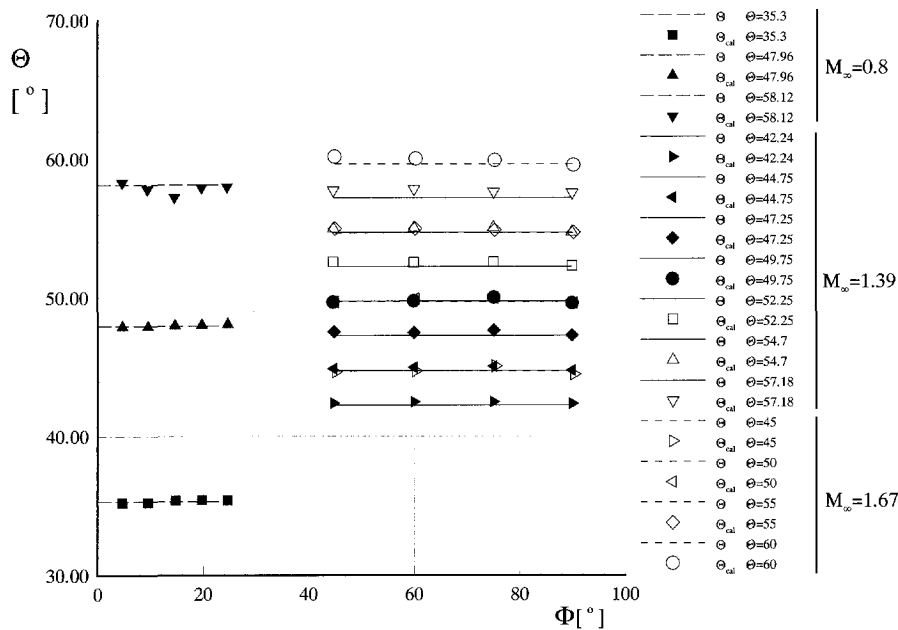 70.00
Θ
[°]
60.00
50.00
40.00
30.00
0
20
40
60
80
100
Φ[°]
Θ Θ=35.3
Θcal Θ=35.3
Θ Θ=47.96
Θcal Θ=47.96
Θ Θ=58.12
Θcal Θ=58.12
M∞=0.8
Θ Θ=42.24
Θcal Θ=42.24
Θ Θ=44.75
Θcal Θ=44.75
Θ Θ=47.25
Θcal Θ=47.25
Θ Θ=49.75
Θcal Θ=49.75
Θ Θ=52.25
Θcal Θ=52.25
Θ Θ=54.7
Θcal Θ=54.7
Θ Θ=57.18
Θcal Θ=57.18
M∞=1.39
Θ Θ=45
Θcal Θ=45
Θ Θ=50
Θcal Θ=50
Θ Θ=55
Θcal Θ=55
Θ Θ=60
Θcal Θ=60
M∞=1.67